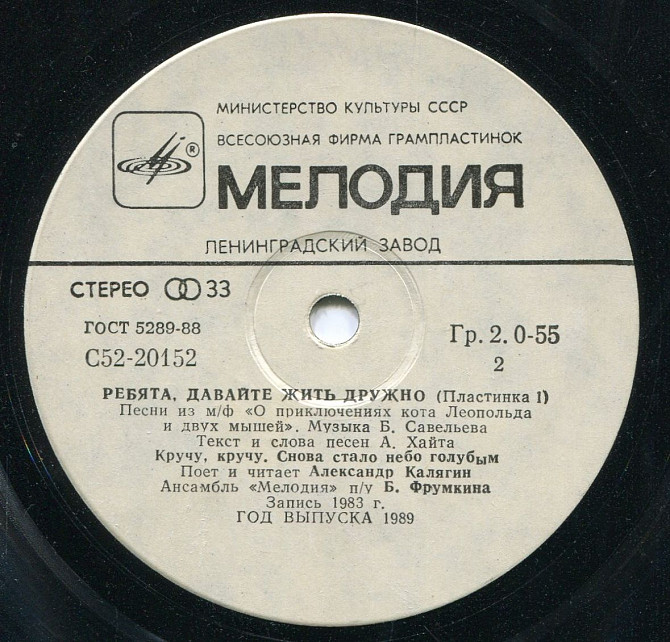 МИНИСТЕРСТВО КУЛЬТУРЫ СССР
ВСЕСОЮЗНАЯ ФИРМА ГРАМПЛАСТИНОК
®
МЕЛОДИЯ
ЛЕНИНГРАДСКИЙ ЗАВОД
СТЕРЕО 33
ГОСТ 5289-88
Гр. 2. 0-55
С52-20152
2
РЕБЯТА, ДАВАЙТЕ ЖИТЬ ДРУЖНО (Пластинка 1)
Песни из м/ф «О приключениях кота Леопольда
и двух мышей». Музыка Б. Савельева
Текст и слова песен А. Хайта
Кручу, кручу. Снова стало небо голубым
Поет и читает Александр Калягин
Ансамбль «Мелодия» п/у Б. Фрумкина
Запись 1983 г.
ГОД ВЫПУСКА 1989